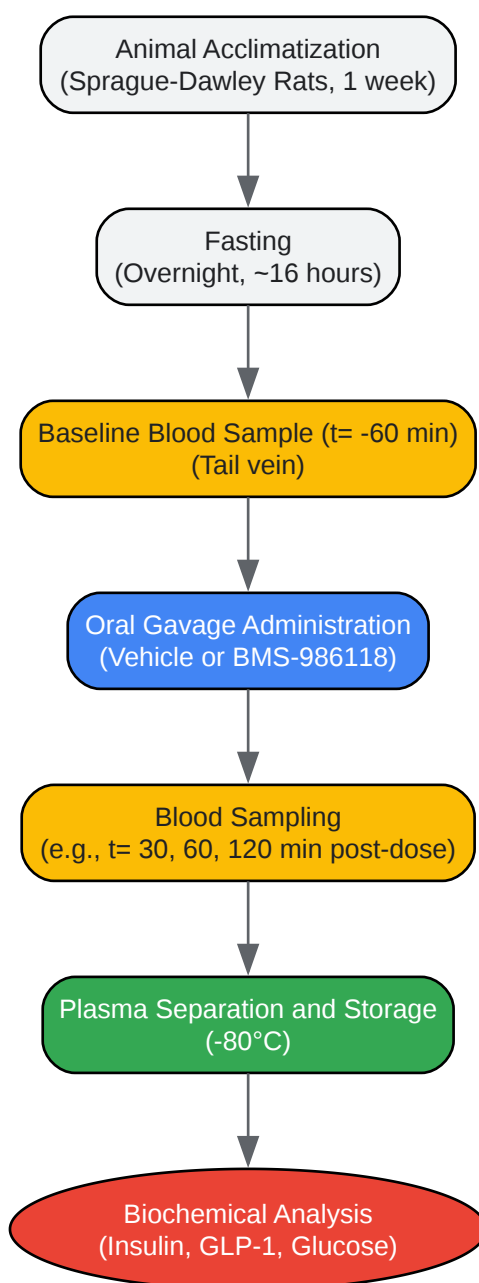 Animal Acclimatization
(Sprague-Dawley Rats, 1 week)
Fasting
(Overnight, ~16 hours)
Baseline Blood Sample (t= -60 min)
(Tail vein)
Oral Gavage Administration
(Vehicle or BMS-986118)
Blood Sampling
(e.g., t= 30, 60, 120 min post-dose)
Plasma Separation and Storage
(-80°C)
Biochemical Analysis
(Insulin, GLP-1, Glucose)